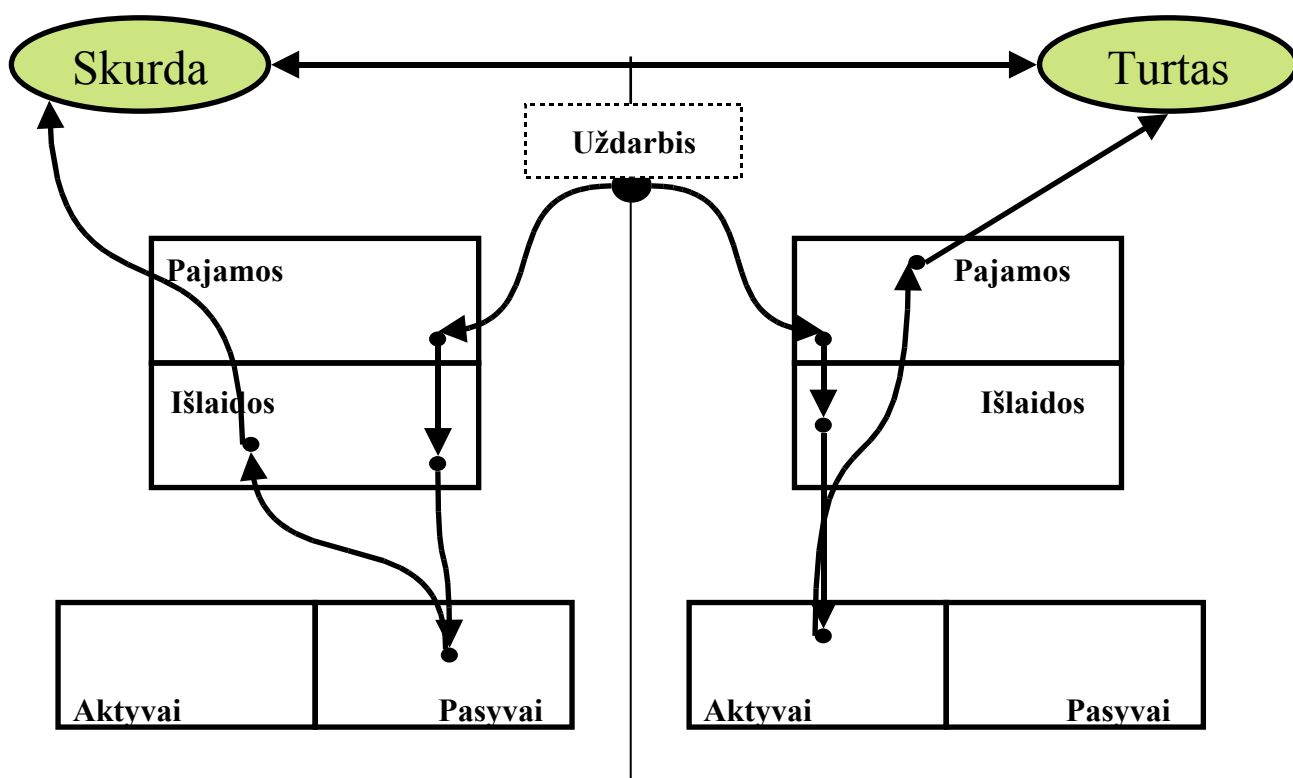 Skurda
Turtas
Uždarbis
Pajamos
Pajamos
Išlaidos
Išlaidos
Aktyvai
Pasyvai
Aktyvai
Pasyvai